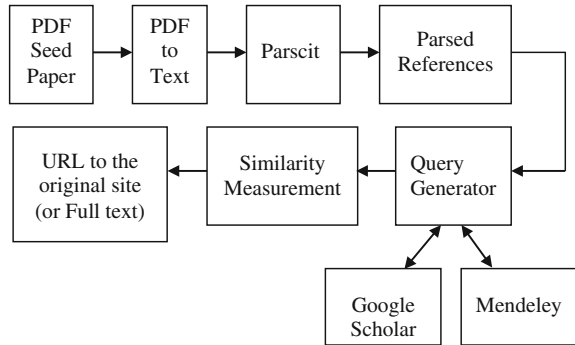 PDF
Seed
Paper
PDF
to
Text
Parscit
Parsed
References
URL to the
original site
(or Full text)
Similarity
Measurement
Query
Generator
Google
Scholar
Mendeley